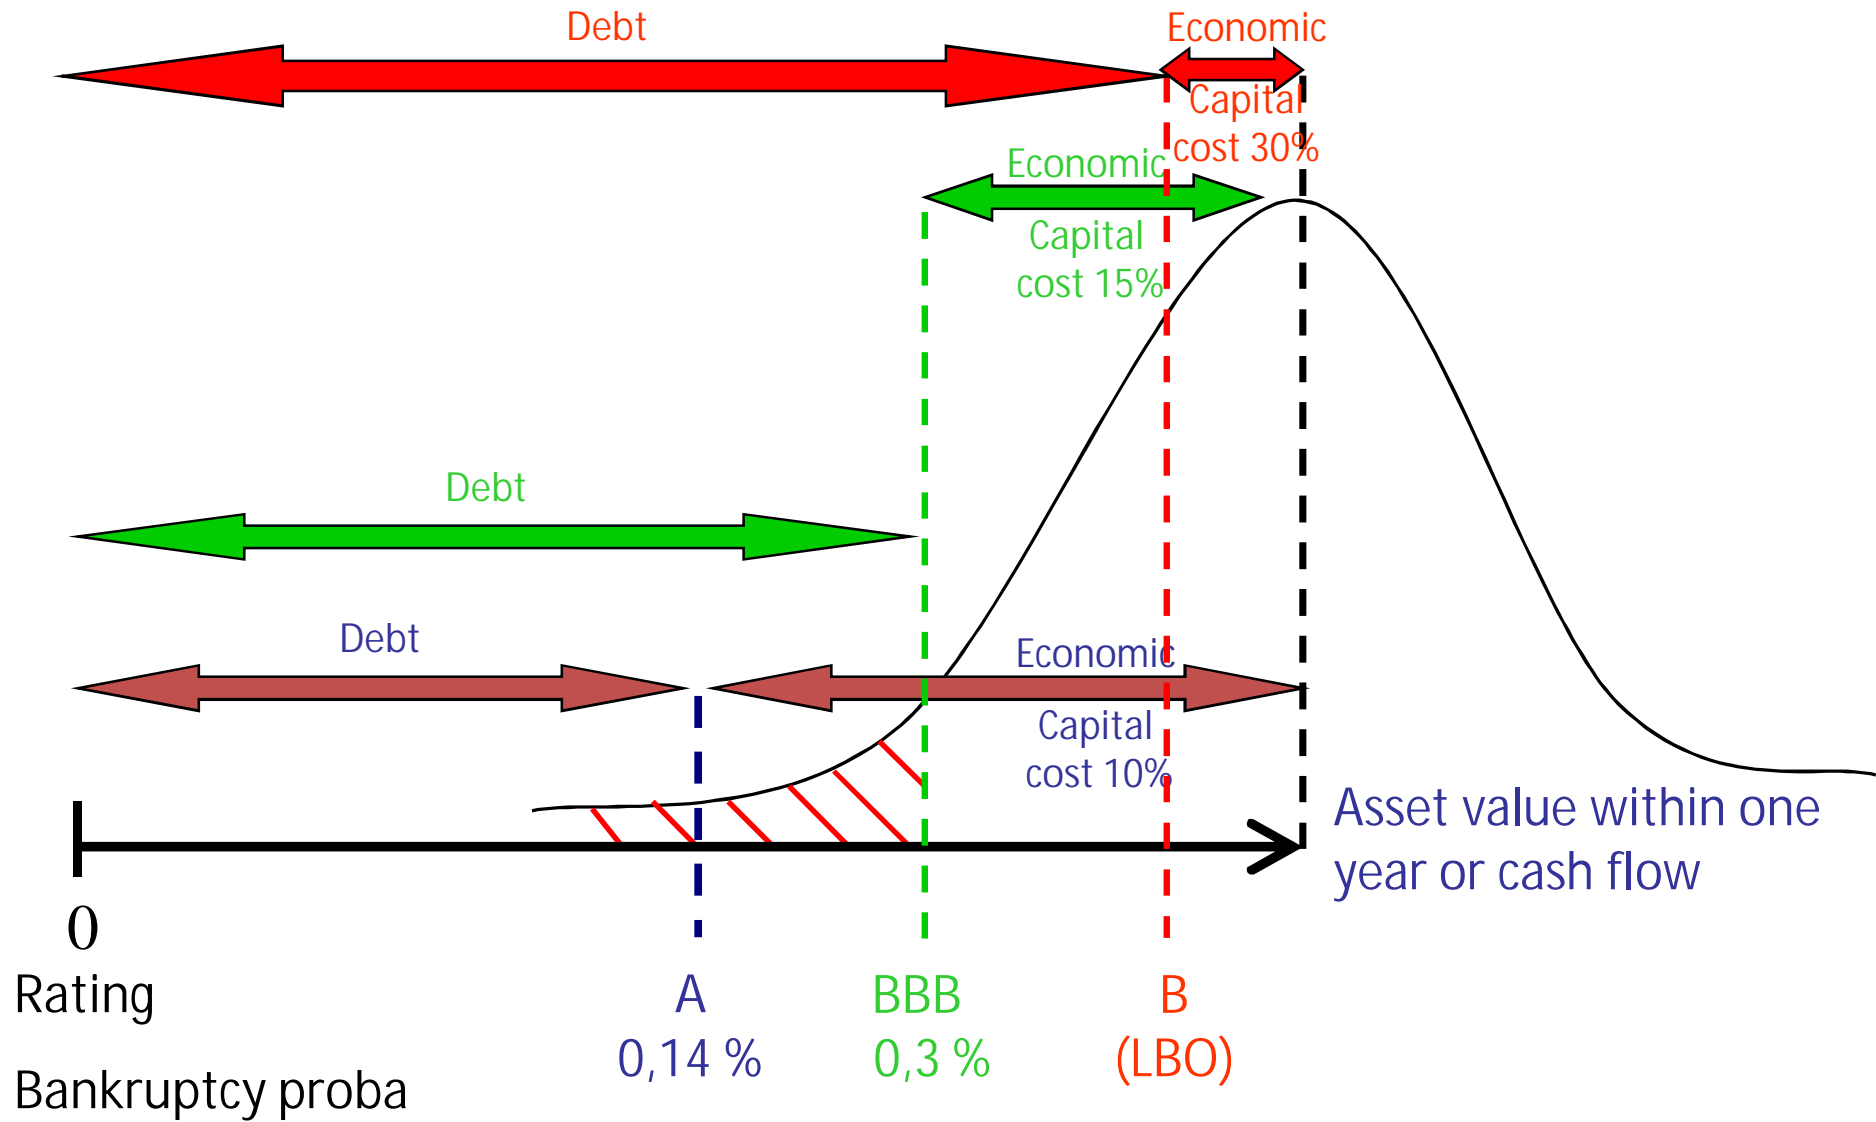 Debt
Economic
Capital
cost 30%
Economic
Capital
cost 15%
Debt
Debt
Economic
Capital
cost 10%
Asset value within one
year or cash flow
0
Rating
A
BBB
B
0,14 %
0,3 %
(LBO)
Bankruptcy proba